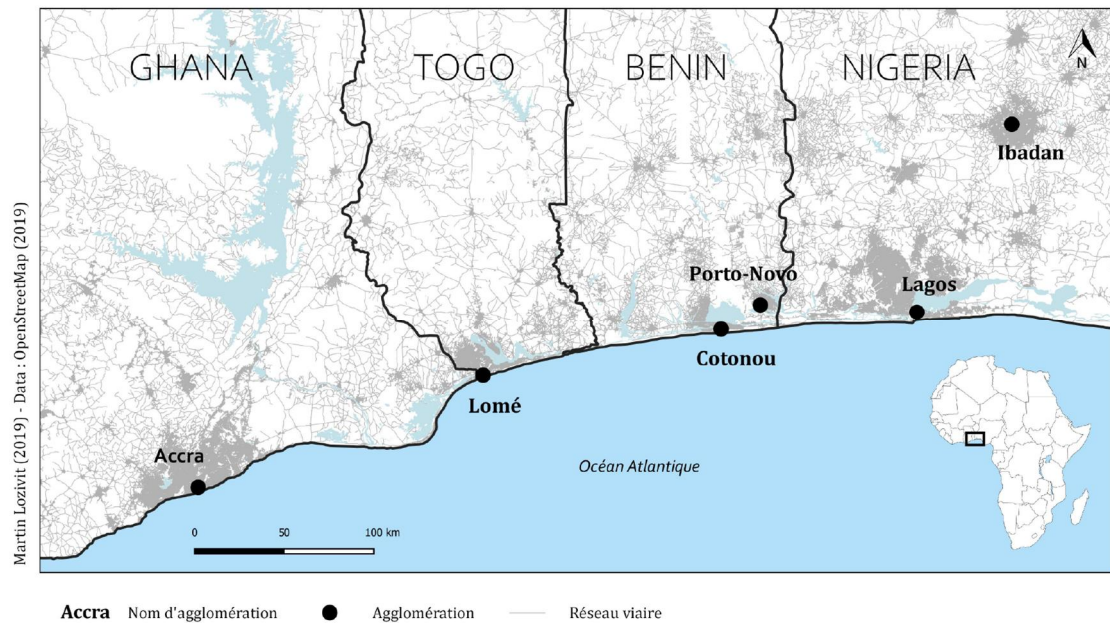 GHANA
TOGO
BENIN
NIGERIA
N
Ibadan
Porto-Novo
Lagos
Cotonou
Lomé
Accra
Océan Atlantique
0 50 100 km
Martin Lozivit (2019) - Data : OpenStreetMap (2019)
Accra Nom d'agglomération Agglomération Réseau viaire